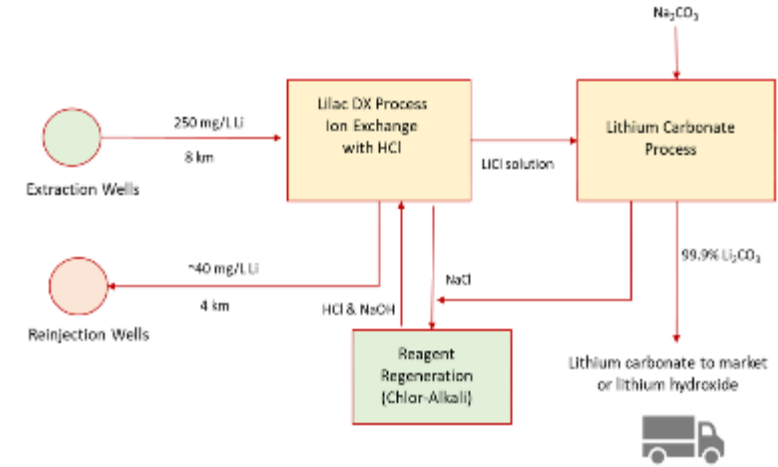 Na₂CO₃
Lilac DX Process
Ion Exchange
with HCl
250 mg/L Li
8 km
Extraction Wells
LiCl solution
Lithium Carbonate
Process
~40 mg/L Li
4 km
Reinjection Wells
HCl & NaOH
NaCl
99.9% Li₂CO₃
Reagent
Regeneration
(Chlor-Alkali)
Lithium carbonate to market
or lithium hydroxide